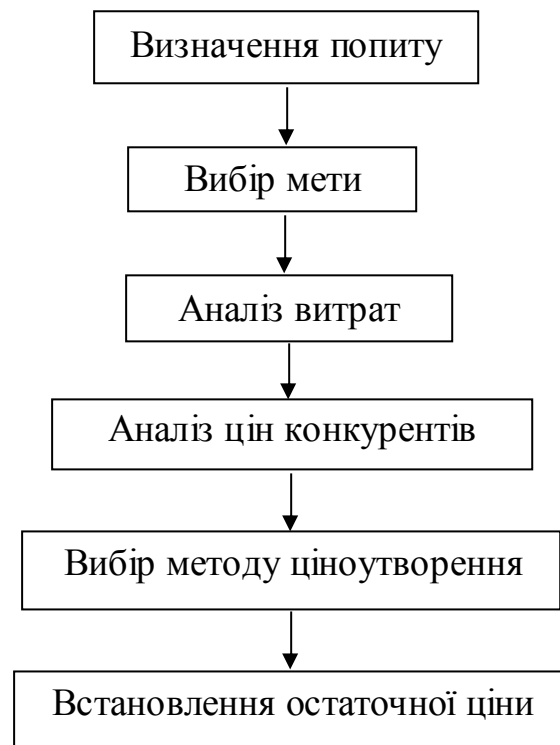 Визначення попиту
Вибір мети
Аналіз витрат
Аналіз цін конкурентів
Вибір методу ціноутворення
Встановлення остаточної ціни